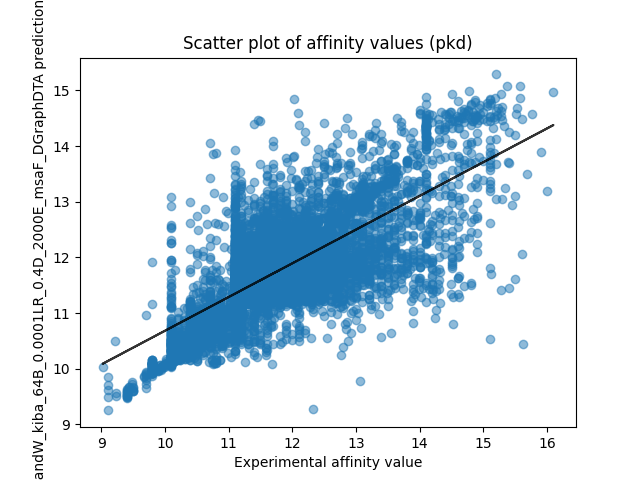 Scatter plot of affinity values (pkd)
andW_kiba_64B_0.0001LR_0.4D_2000E_msaF_DGraphDTA prediction
15
14
13
12
11
10
9
9 10 11 12 13 14 15 16
Experimental affinity value